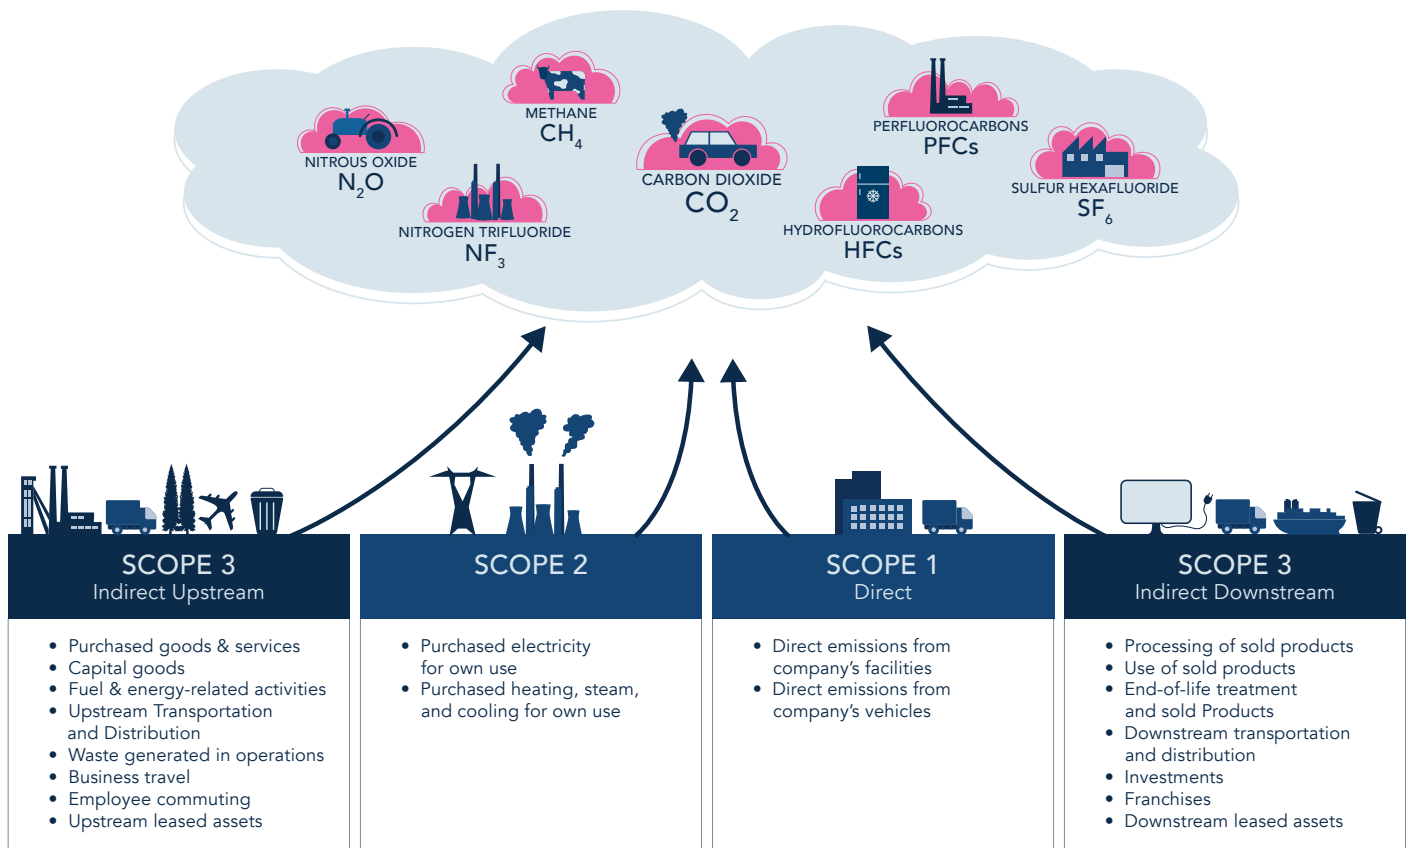 METHANE
CH4
NITROUS OXIDE
N2O
NITROGEN TRIFLUORIDE
NF3
CARBON DIOXIDE
CO2
PERFLUOROCARBONS
PFCs
HYDROFLUOROCARBONS
HFCs
SULFUR HEXAFLUORIDE
SF6
SCOPE 3
Indirect Upstream
• Purchased goods & services
• Capital goods
• Fuel & energy-related activities
• Upstream Transportation
and Distribution
• Waste generated in operations
• Business travel
• Employee commuting
• Upstream leased assets
SCOPE 2
• Purchased electricity
for own use
• Purchased heating, steam,
and cooling for own use
SCOPE 1
Direct
• Direct emissions from
company’s facilities
• Direct emissions from
company’s vehicles
SCOPE 3
Indirect Downstream
• Processing of sold products
• Use of sold products
• End-of-life treatment
and sold Products
• Downstream transportation
and distribution
• Investments
• Franchises
• Downstream leased assets